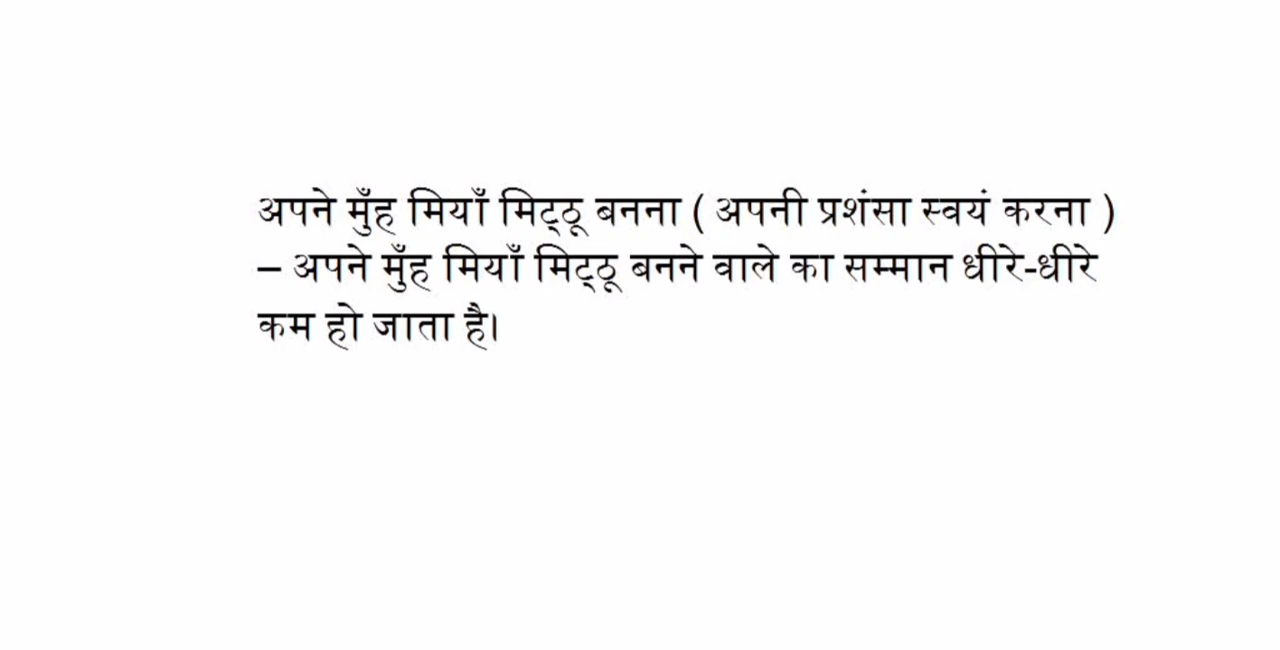 अपने मुँह मियाँ मिट्ठू बनना ( अपनी प्रशंसा स्वयं करना )
– अपने मुँह मियाँ मिट्ठू बनने वाले का सम्मान धीरे-धीरे
कम हो जाता है।